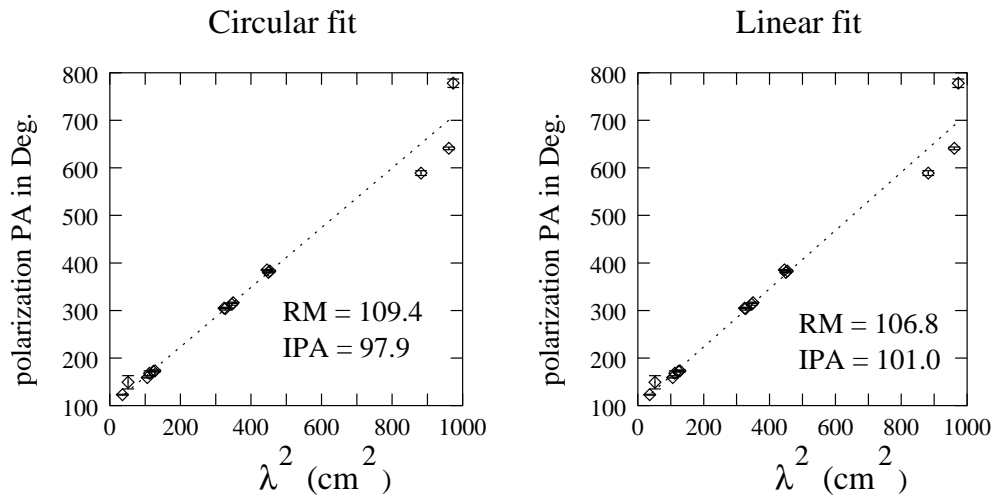 Circular fit
800
700
600
500
400
300
200
100
0
200
400
600
800
1000
polarization PA in Deg.
λ² (cm²)
RM = 109.4
IPA = 97.9
Linear fit
800
700
600
500
400
300
200
100
0
200
400
600
800
1000
polarization PA in Deg.
λ² (cm²)
RM = 106.8
IPA = 101.0